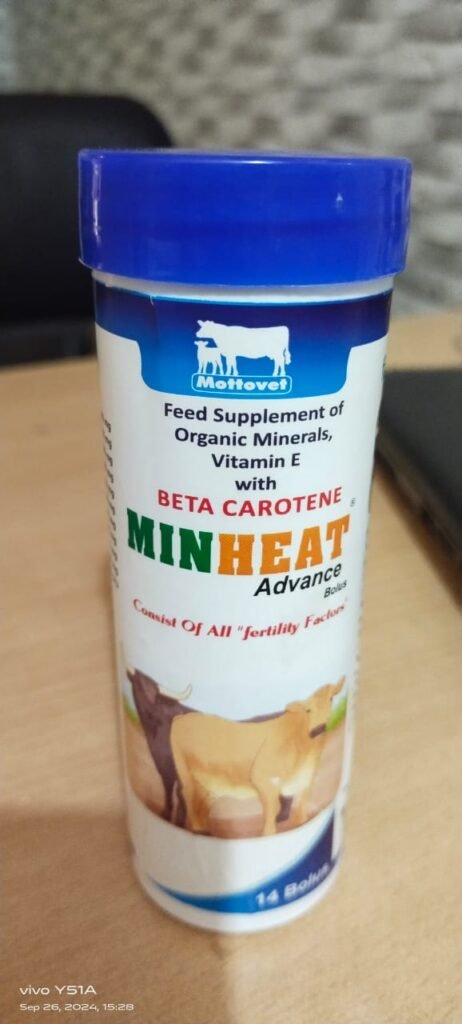 Mottovet
Feed Supplement of
Organic Minerals,
Vitamin E
with
BETA CAROTENE
MINHEAT®
Advance
Bolus
Consist Of All "fertility Factors"
14 Bolus
vivo Y51A
Sep 26, 2024, 15:28